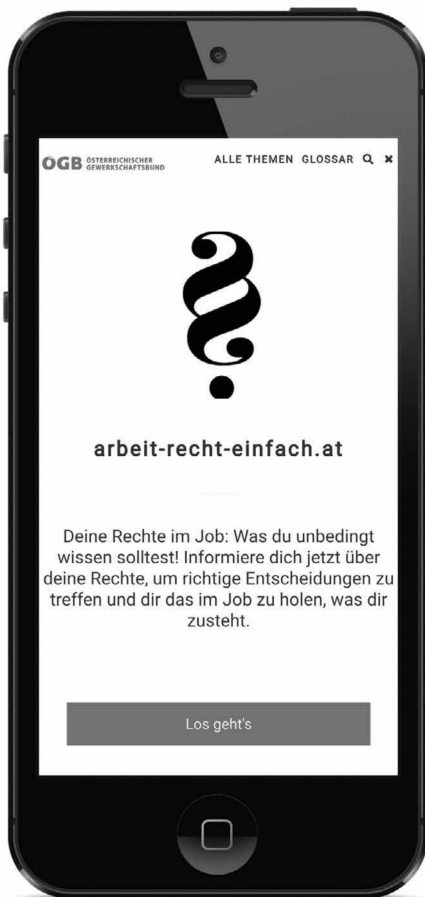 ÖGB ÖSTERREICHISCHER
GEWERKSCHAFTSBUND
ALLE THEMEN GLOSSAR
arbeit-recht-einfach.at
Deine Rechte im Job: Was du unbedingt
wissen solltest! Informiere dich jetzt über
deine Rechte, um richtige Entscheidungen zu
treffen und dir das im Job zu holen, was dir
zusteht.
Los geht's